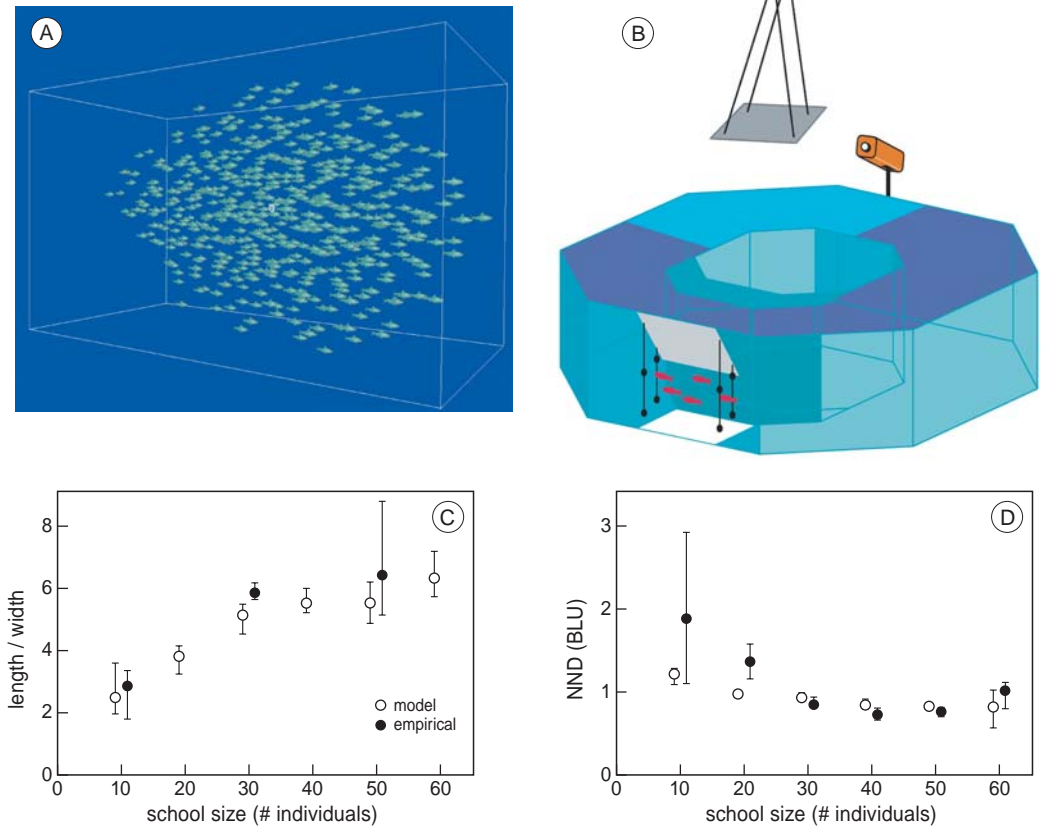 A
B
C
8
6
4
2
0
length / width
model
empirical
0 10 20 30 40 50 60
school size (# individuals)
D
3
2
1
0
NND (BLU)
0 10 20 30 40 50 60
school size (# individuals)